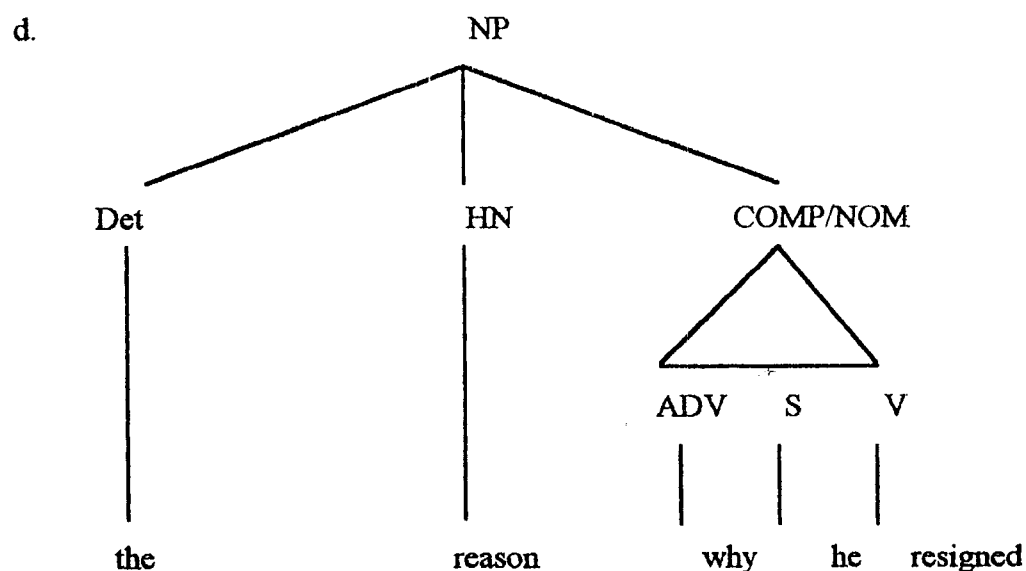 d. NP
Det HN COMP/NOM
ADV S V
the reason why he resigned